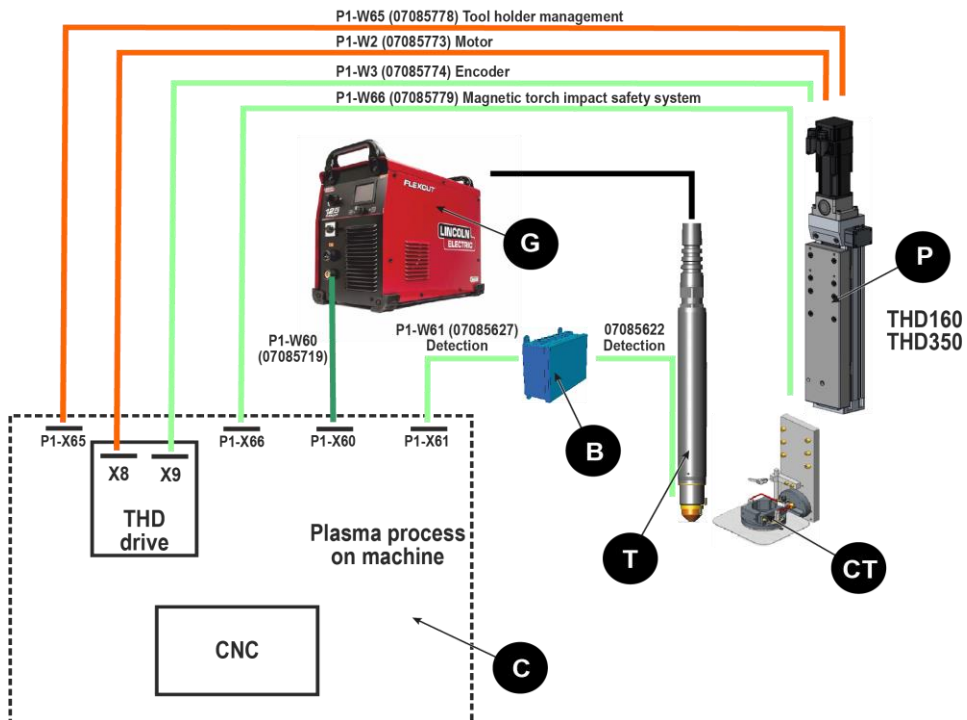 P1-W65 (07085778) Tool holder management
P1-W2 (07085773) Motor
P1-W3 (07085774) Encoder
P1-W66 (07085779) Magnetic torch impact safety system
FLEXCUT
125
LINCOLN
ELECTRIC
G
P
THD160
THD350
P1-W60
(07085719)
P1-W61 (07085627)
Detection
07085622
Detection
B
P1-X65
P1-X66
P1-X60
P1-X61
X8
X9
THD
drive
Plasma process
on machine
T
CT
CNC
C